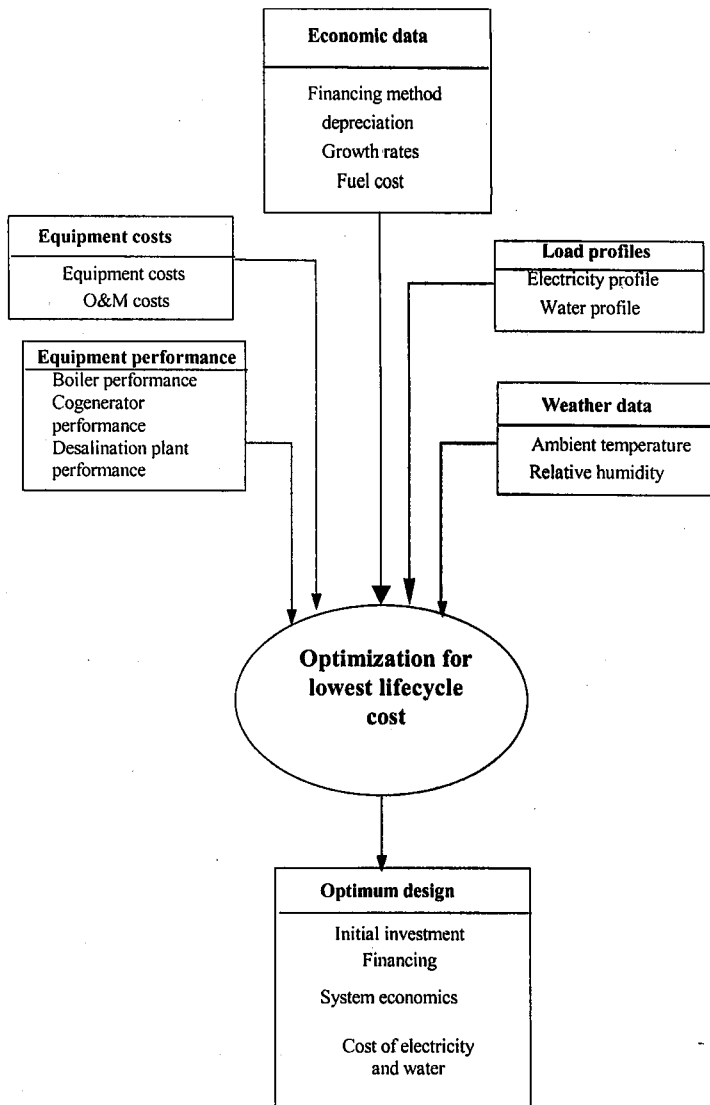 Economic data
Financing method
depreciation
Growth rates
Fuel cost
Equipment costs
Equipment costs
O&M costs
Load profiles
Electricity profile
Water profile
Equipment performance
Boiler performance
Cogenerator
performance
Desalination plant
performance
Weather data
Ambient temperature
Relative humidity
Optimization for
lowest lifecycle
cost
Optimum design
Initial investment
Financing
System economics
Cost of electricity
and water